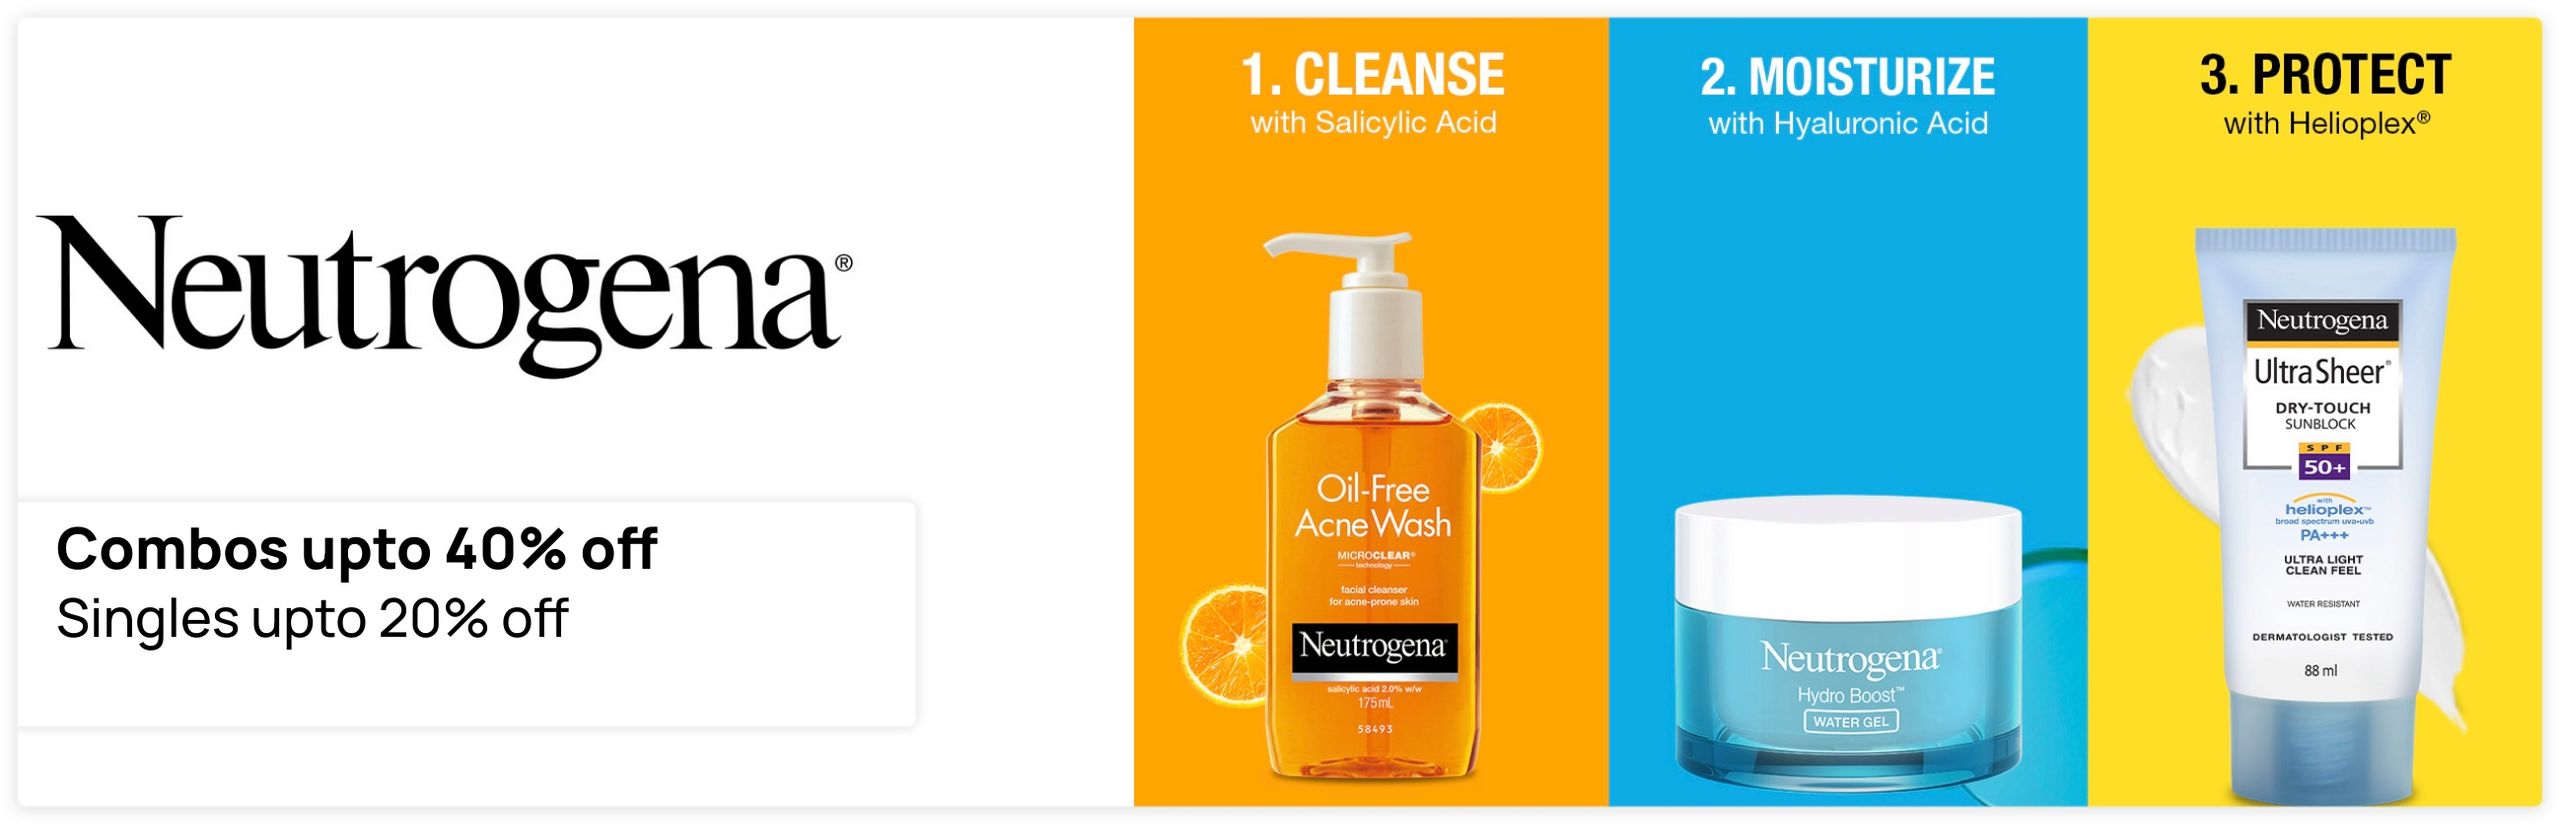 Neutrogena®
Combos upto 40% off
Singles upto 20% off
1. CLEANSE
with Salicylic Acid
Oil-Free
Acne Wash
MICROCLEAR®
technology
facial cleanser
for acne-prone skin
Neutrogena®
salicylic acid 2.0% w/w
175mL
58493
2. MOISTURIZE
with Hyaluronic Acid
Neutrogena®
Hydro Boost™
WATER GEL
3. PROTECT
with Helioplex®
Neutrogena
Ultra Sheer®
DRY-TOUCH
SUNBLOCK
SPF
50+
with
helioplex™
broad spectrum uva•uvb
PA+++
ULTRA LIGHT
CLEAN FEEL
WATER RESISTANT
DERMATOLOGIST TESTED
88 ml